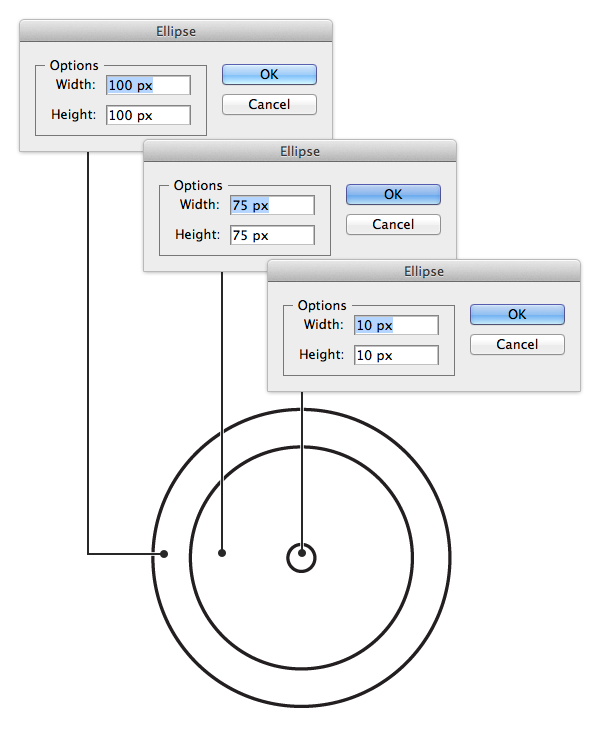 Ellipse
Options
Width: 100 px
Height: 100 px
OK
Cancel
Ellipse
Options
Width: 75 px
Height: 75 px
OK
Cancel
Ellipse
Options
Width: 10 px
Height: 10 px
OK
Cancel